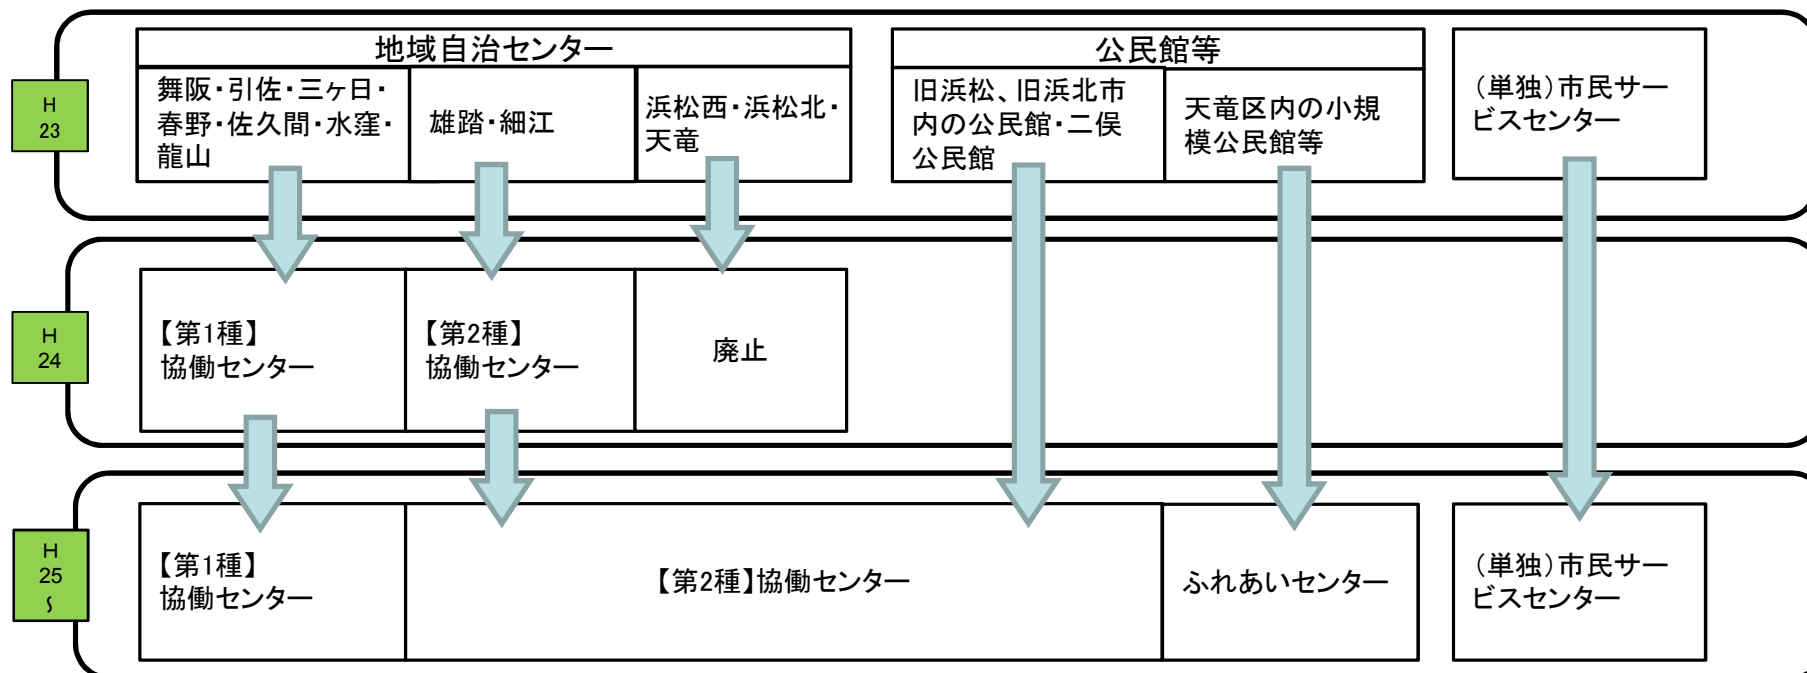 H
23
地域自治センター
舞阪・引佐・三ヶ日・
春野・佐久間・水窪・
龍山
雄踏・細江
浜松西・浜松北・
天竜
公民館等
旧浜松、旧浜北市
内の公民館・二俣
公民館
天竜区内の小規
模公民館等
(単独)市民サー
ビスセンター
H
24
【第1種】
協働センター
【第2種】
協働センター
廃止
H
25
～
【第1種】
協働センター
【第2種】協働センター
ふれあいセンター
(単独)市民サー
ビスセンター